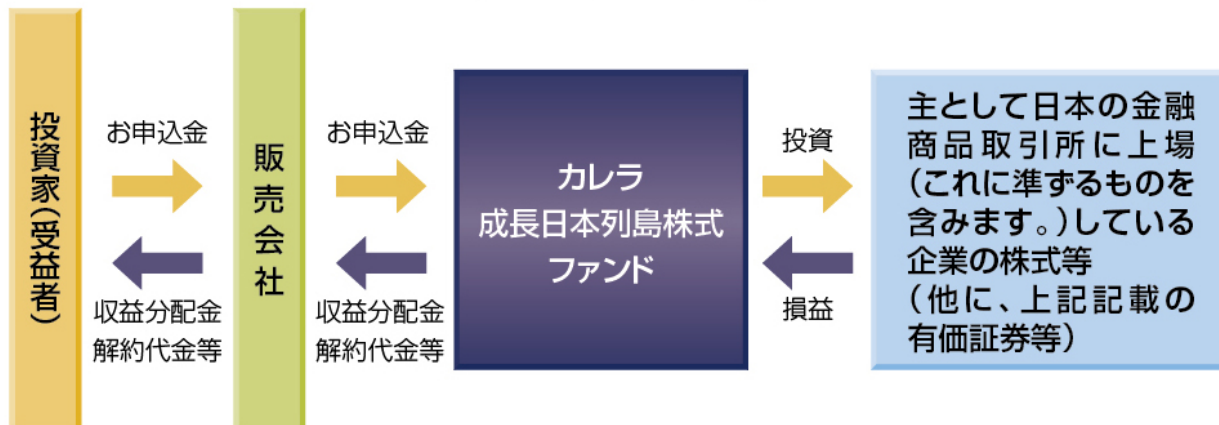 投資家(受益者)
お申込金
収益分配金
解約代金等
販売会社
お申込金
収益分配金
解約代金等
カレラ
成長日本列島株式
ファンド
投資
損益
主として日本の金融
商品取引所に上場
(これに準ずるものを
含みます。)している
企業の株式等
(他に、上記記載の
有価証券等)